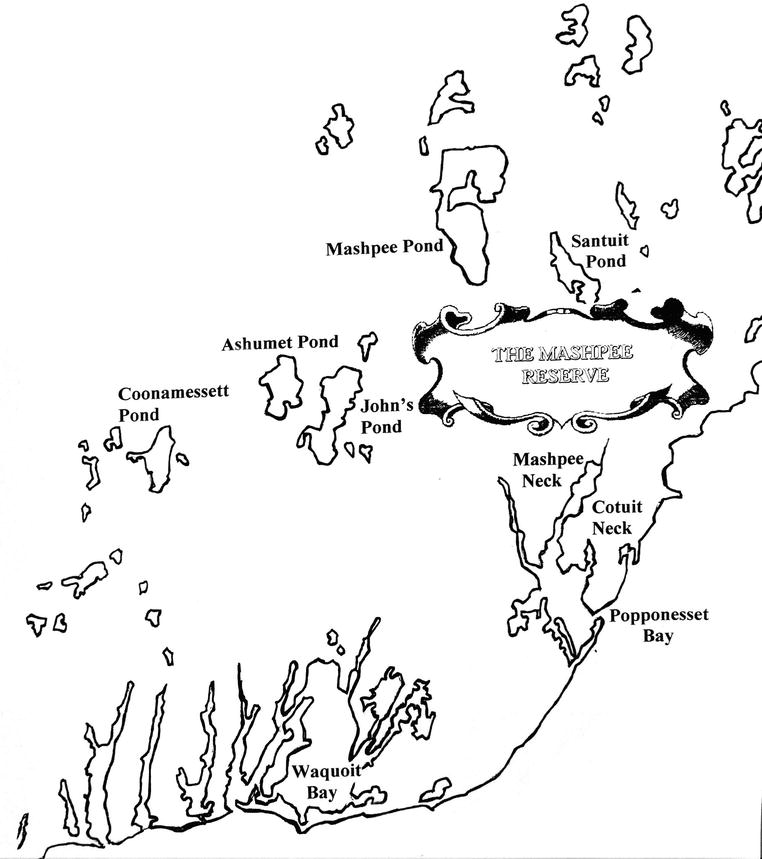 Mashpee Pond
Santuit
Pond
THE MASHPEE
RESERVE
Ashumet Pond
Coonamessett
Pond
John's
Pond
Mashpee
Neck
Cotuit
Neck
Popponesset
Bay
Waquoit
Bay